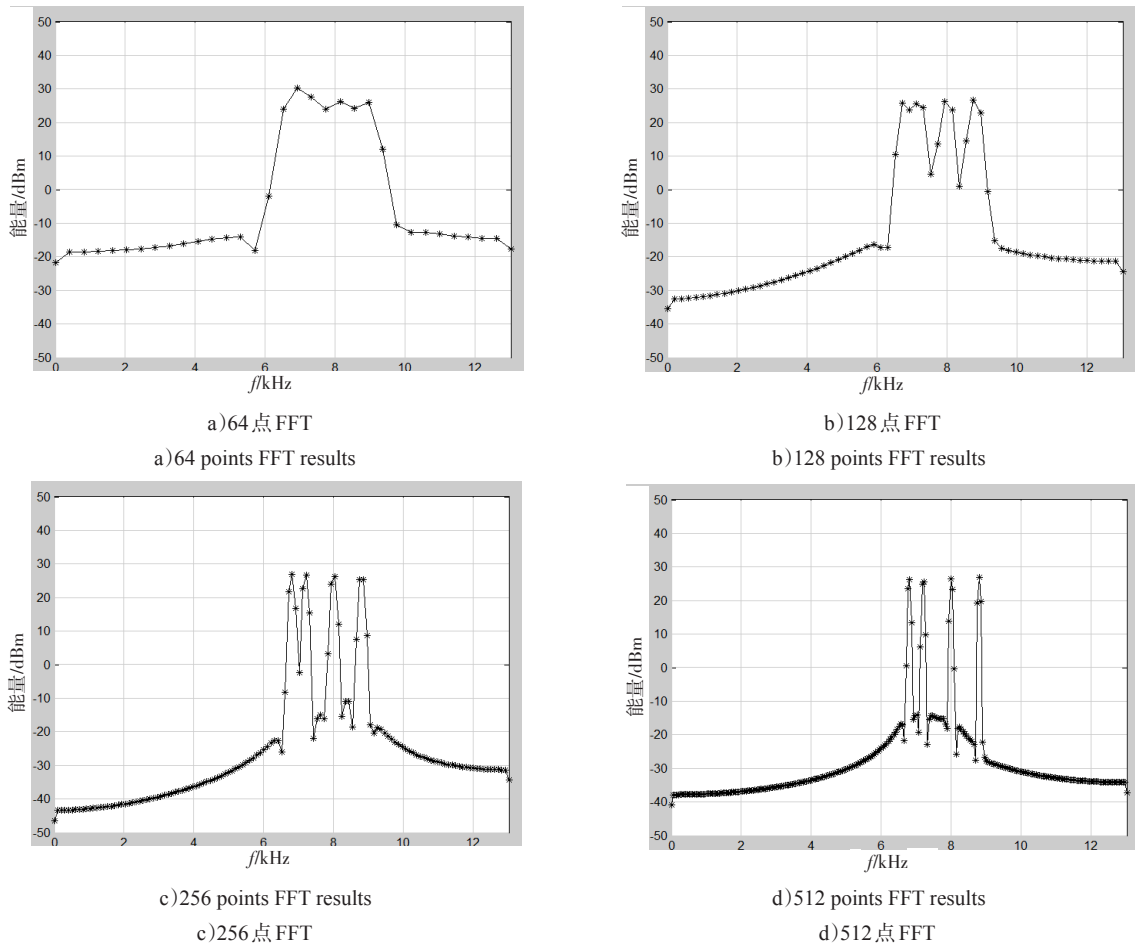 50
40
30
20
10
0
-10
-20
-30
-40
-50
能量/dBm
0 2 4 6 8 10 12
f/kHz
a)64点FFT
a)64 points FFT results
50
40
30
20
10
0
-10
-20
-30
-40
-50
能量/dBm
0 2 4 6 8 10 12
f/kHz
b)128点FFT
b)128 points FFT results
50
40
30
20
10
0
-10
-20
-30
-40
-50
能量/dBm
0 2 4 6 8 10 12
f/kHz
c)256 points FFT results
c)256点FFT
50
40
30
20
10
0
-10
-20
-30
-40
-50
能量/dBm
0 2 4 6 8 10 12
f/kHz
d)512 points FFT results
d)512点FFT